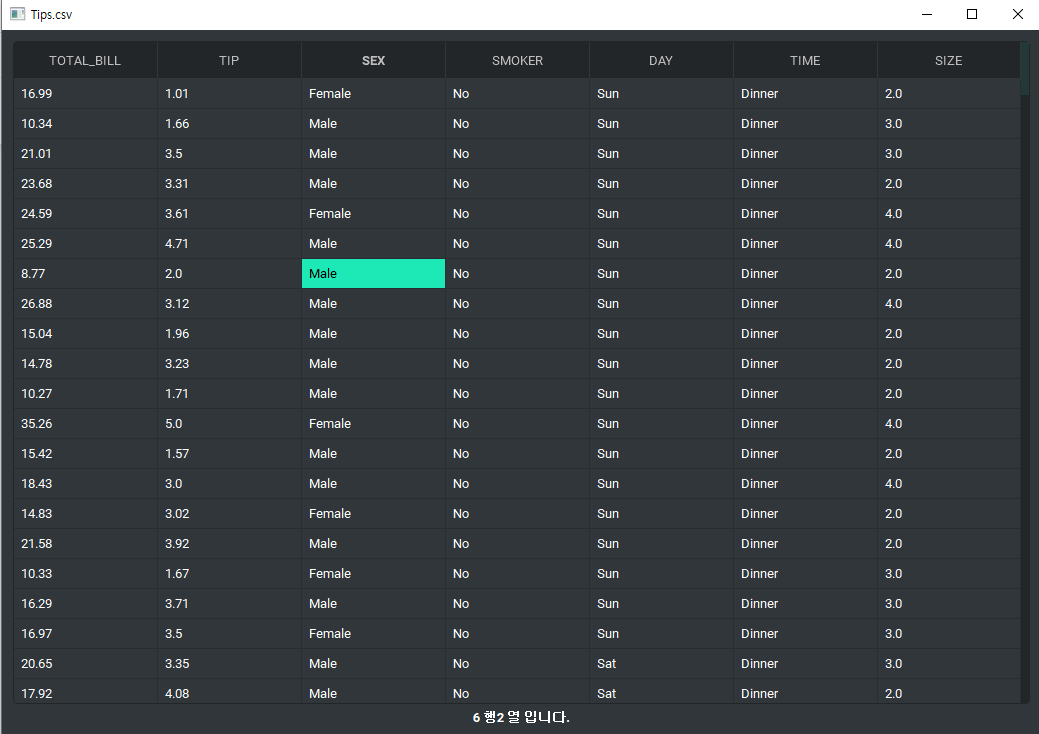 Tips.csv
TOTAL_BILL TIP SEX SMOKER DAY TIME SIZE
16.99 1.01 Female No Sun Dinner 2.0
10.34 1.66 Male No Sun Dinner 3.0
21.01 3.5 Male No Sun Dinner 3.0
23.68 3.31 Male No Sun Dinner 2.0
24.59 3.61 Female No Sun Dinner 4.0
25.29 4.71 Male No Sun Dinner 4.0
8.77 2.0 Male No Sun Dinner 2.0
26.88 3.12 Male No Sun Dinner 4.0
15.04 1.96 Male No Sun Dinner 2.0
14.78 3.23 Male No Sun Dinner 2.0
10.27 1.71 Male No Sun Dinner 2.0
35.26 5.0 Female No Sun Dinner 4.0
15.42 1.57 Male No Sun Dinner 2.0
18.43 3.0 Male No Sun Dinner 4.0
14.83 3.02 Female No Sun Dinner 2.0
21.58 3.92 Male No Sun Dinner 2.0
10.33 1.67 Female No Sun Dinner 3.0
16.29 3.71 Male No Sun Dinner 3.0
16.97 3.5 Female No Sun Dinner 3.0
20.65 3.35 Male No Sat Dinner 3.0
17.92 4.08 Male No Sat Dinner 2.0
6 행2 열 입니다.